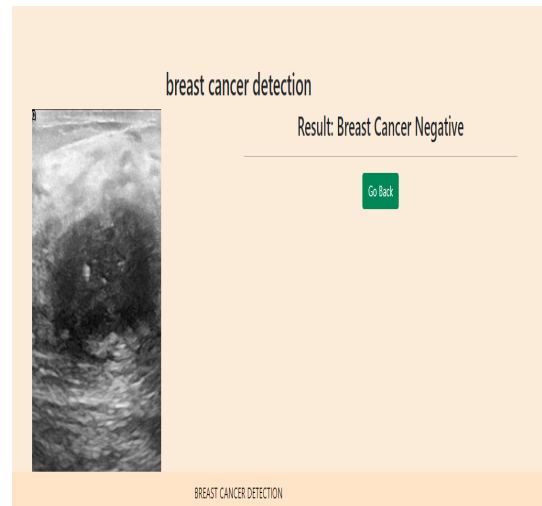 breast cancer detection
Result: Breast Cancer Negative
Go Back
BREAST CANCER DETECTION